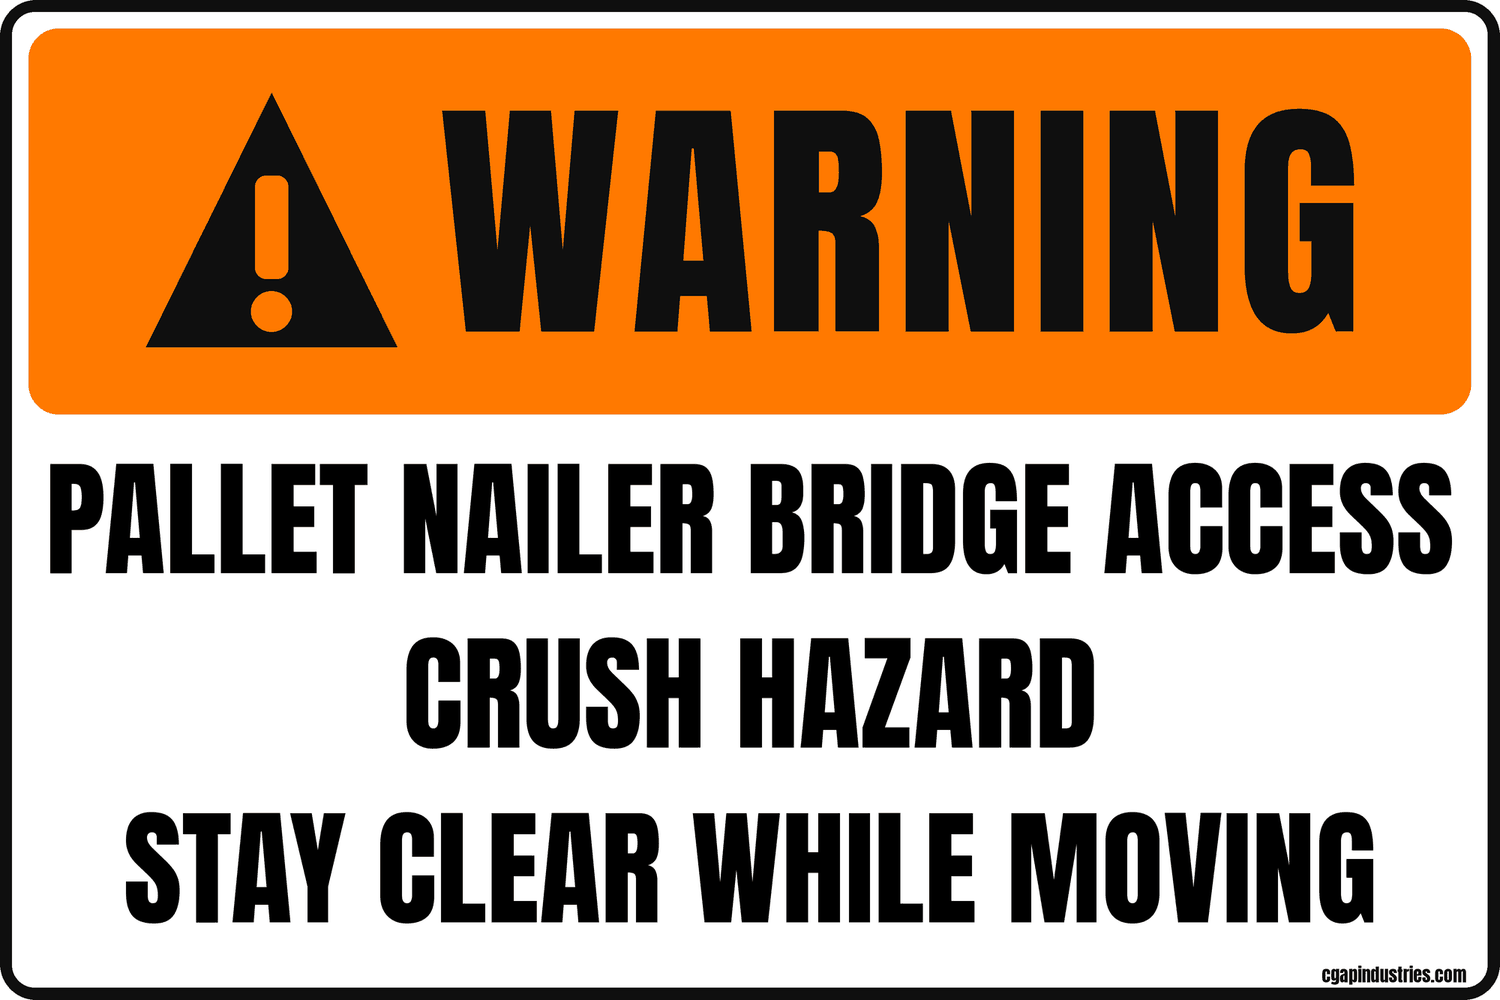 WARNING
PALLET NAILER BRIDGE ACCESS
CRUSH HAZARD
STAY CLEAR WHILE MOVING
cgapindustries.com